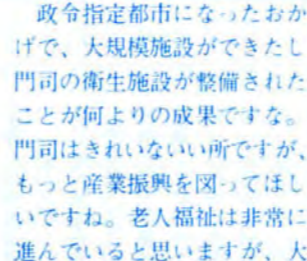 政令指定都市になったおか
げで、大規模施設ができたし
門司の衛生施設が整備された
ことが何よりの成果ですな。
門司はきれいないい所ですが、
もっと産業振興を図ってほし
いですね。老人福祉は非常に
進んでいると思いますが、大